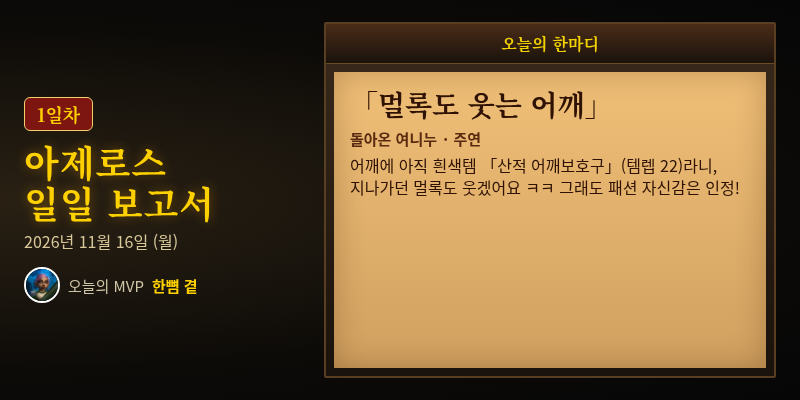 1일차
아제로스
일일 보고서
2026년 11월 16일 (월)
오늘의 MVP 한뼘 곁
오늘의 한마디
「멀록도 웃는 어깨」
돌아온 여니누 · 주연
어깨에 아직 흰색템 「산적 어깨보호구」(템렙 22)라니,
지나가던 멀록도 웃겠어요 ㅋㅋ 그래도 패션 자신감은 인정!